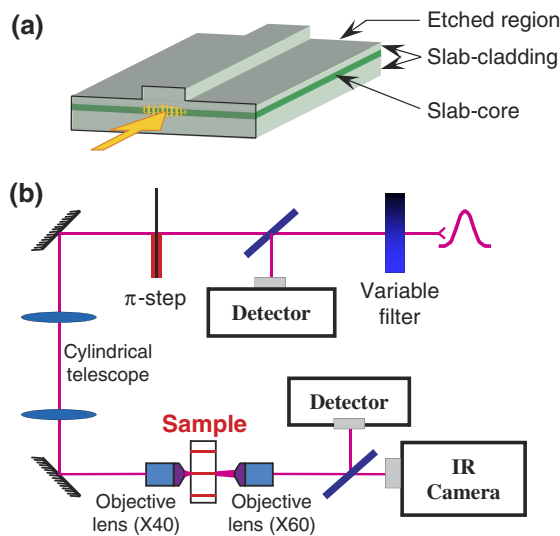 (a)
Etched region
Slab-cladding
Slab-core
(b)
π-step
Detector
Variable
filter
Cylindrical
telescope
Detector
Sample
IR
Camera
Objective
lens (X40)
Objective
lens (X60)